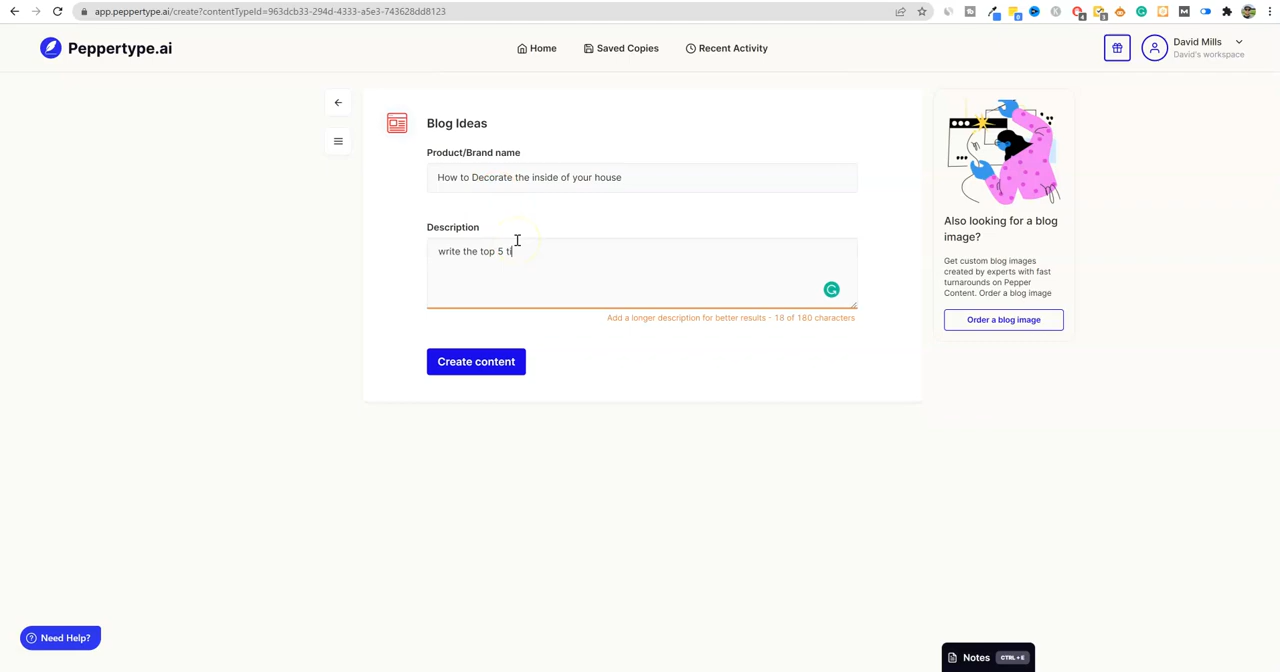 app.peppertype.ai/create?contentTypeId=963dcb33-294d-4333-a5e3-743628dd8123
Peppertype.ai
Home
Saved Copies
Recent Activity
David Mills
David's workspace
Blog Ideas
Product/Brand name
How to Decorate the inside of your house
Description
write the top 5 ti
Add a longer description for better results - 18 of 180 characters
Create content
Also looking for a blog
image?
Get custom blog images
created by experts with fast
turnarounds on Pepper
Content. Order a blog image
Order a blog image
Need Help?
Notes CTRL+E